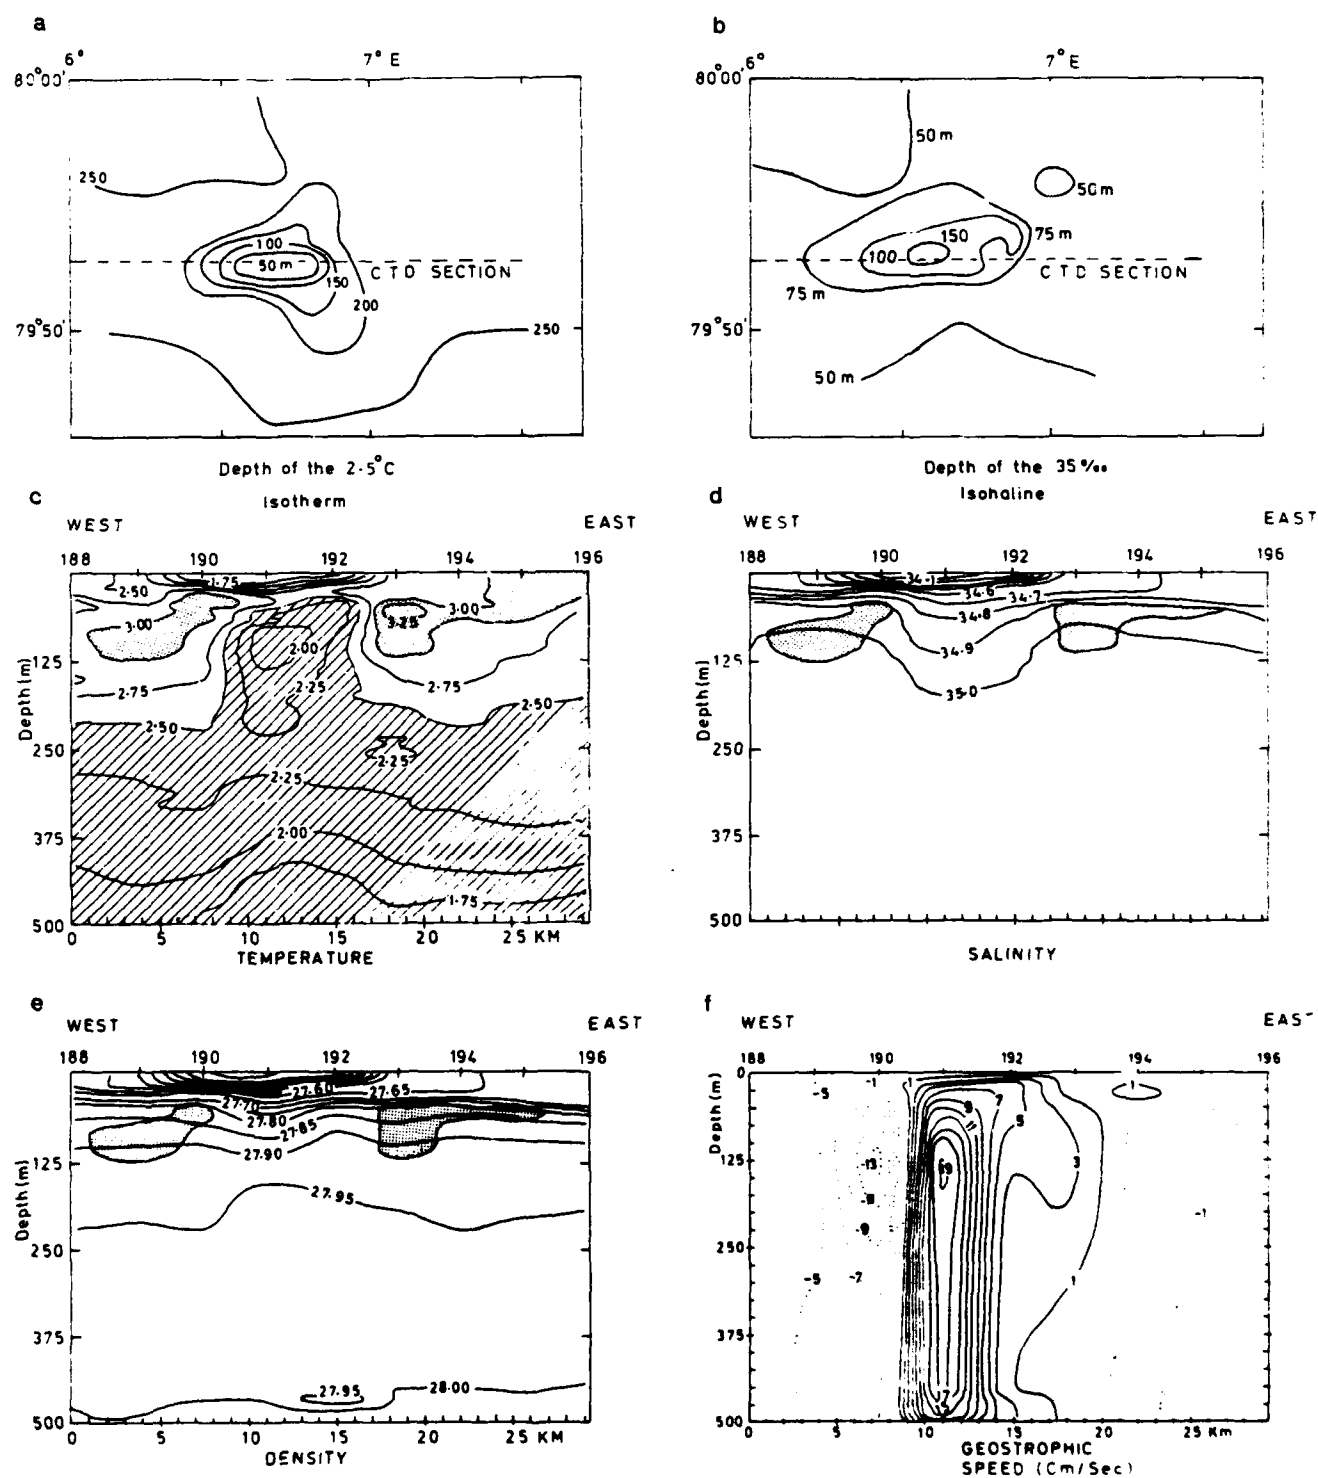 a
6° 7° E
80°00'
250
100
50 m
C T D SECTION
150
200
79°50'
250
Depth of the 2·5°C
Isotherm
b
80° 00' 6° 7° E
50 m
50 m
150
75 m
100
C T D SECTION
75 m
79° 50'
50 m
Depth of the 35 ‰
Isohaline
c
WEST EAST
188 190 192 194 196
1·75
2·50
3·00
3·00
3·25
2·00
125
2·75
2·25
2·75
2·50
2·50
250
2·25
2·25
375
2·00
1·75
500
Depth (m)
0 5 10 15 20 25 KM
TEMPERATURE
d
WEST EAST
188 190 192 194 196
34·1
34·6
34·7
34·8
34·9
125
35·0
250
375
500
Depth (m)
SALINITY
e
WEST EAST
188 190 192 194 196
27.60 27.65
27.70
27.80
27.85
27.90
125
27.95
250
375
27.95 28.00
500
Depth (m)
0 5 10 15 20 25 KM
DENSITY
f
WEST EAST
188 190 192 194 196
0
-5 -1 1 1
9 7
11 5
125
-13 19 3
-9 -1
250
-5 -7 1
375
17
500
Depth (m)
0 5 10 15 20 25 Km
GEOSTROPHIC
SPEED (Cm/Sec)